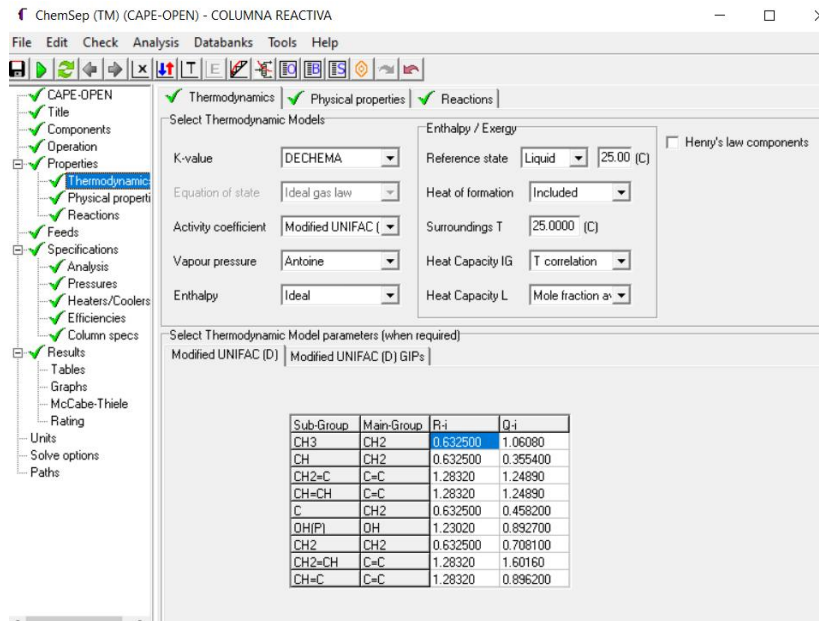 ChemSep (TM) (CAPE-OPEN) - COLUMNA REACTIVA
File Edit Check Analysis Databanks Tools Help
CAPE-OPEN
Title
Components
Operation
Properties
Thermodynamic
Physical properti
Reactions
Feeds
Specifications
Analysis
Pressures
Heaters/Coolers
Efficiencies
Column specs
Results
Tables
Graphs
McCabe-Thiele
Rating
Units
Solve options
Paths
Thermodynamics Physical properties Reactions
Select Thermodynamic Models
K-value DECHEMA
Equation of state Ideal gas law
Activity coefficient Modified UNIFAC (
Vapour pressure Antoine
Enthalpy Ideal
Enthalpy / Exergy
Reference state Liquid 25.00 (C)
Heat of formation Included
Surroundings T 25.0000 (C)
Heat Capacity IG T correlation
Heat Capacity L Mole fraction av
Henry's law components
Select Thermodynamic Model parameters (when required)
Modified UNIFAC (D) Modified UNIFAC (D) GIPs
Sub-Group Main-Group R-i Q-i
CH3 CH2 0.632500 1.06080
CH CH2 0.632500 0.355400
CH2=C C=C 1.28320 1.24890
CH=CH C=C 1.28320 1.24890
C CH2 0.632500 0.458200
OH(P) OH 1.23020 0.892700
CH2 CH2 0.632500 0.708100
CH2=CH C=C 1.28320 1.60160
CH=C C=C 1.28320 0.896200